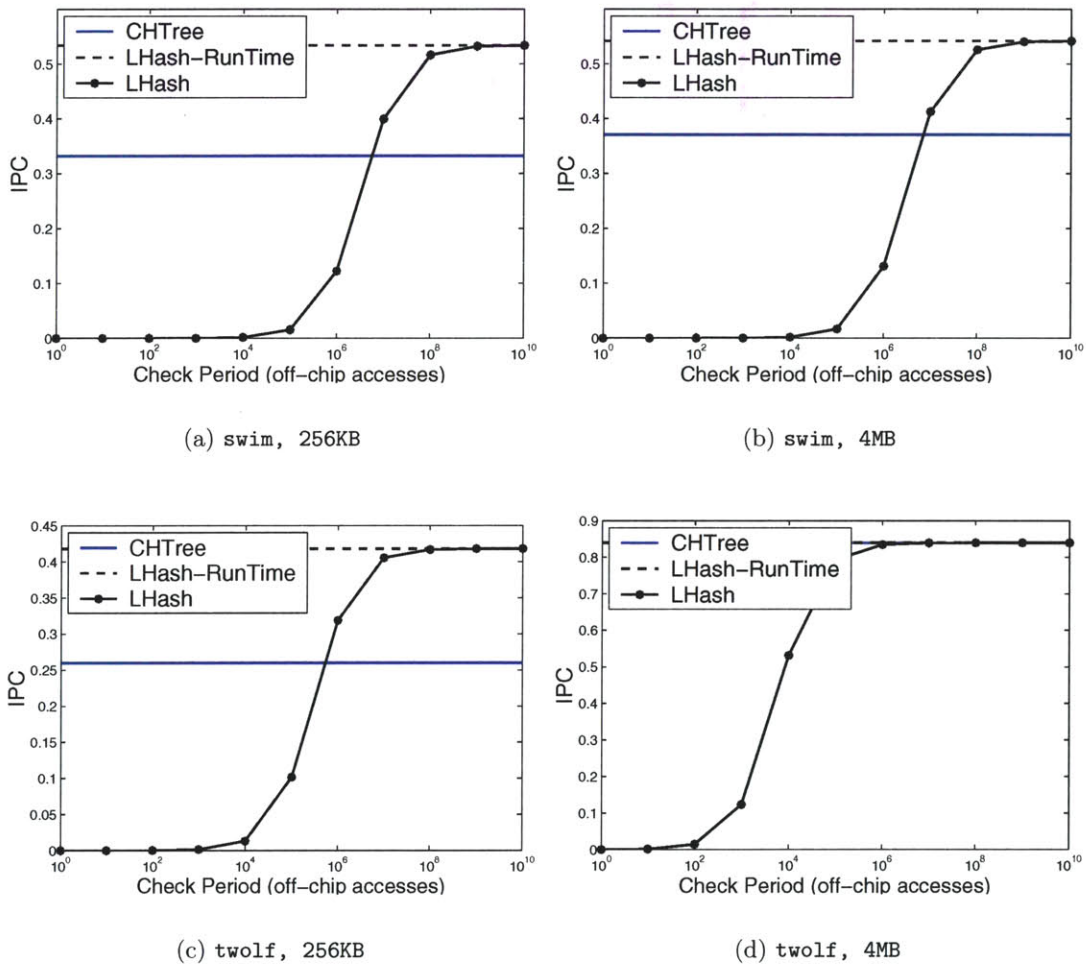 CHTree
LHash-RunTime
LHash
0.5
0.4
0.3
0.2
0.1
0
IPC
10^0 10^2 10^4 10^6 10^8 10^10
Check Period (off-chip accesses)
(a) swim, 256KB
CHTree
LHash-RunTime
LHash
0.5
0.4
0.3
0.2
0.1
0
IPC
10^0 10^2 10^4 10^6 10^8 10^10
Check Period (off-chip accesses)
(b) swim, 4MB
0.45
CHTree
LHash-RunTime
LHash
0.4
0.35
0.3
0.25
0.2
0.15
0.1
0.05
0
IPC
10^0 10^2 10^4 10^6 10^8 10^10
Check Period (off-chip accesses)
(c) twolf, 256KB
0.9
CHTree
LHash-RunTime
LHash
0.8
0.7
0.6
0.5
0.4
0.3
0.2
0.1
0
IPC
10^0 10^2 10^4 10^6 10^8 10^10
Check Period (off-chip accesses)
(d) twolf, 4MB